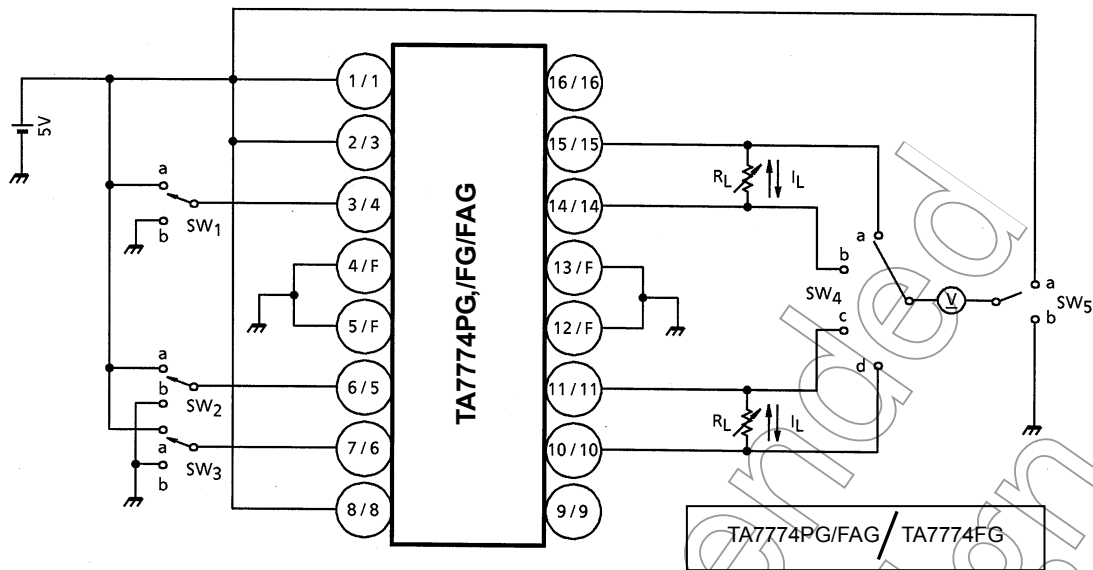 5V
a
b
SW1
a
b
SW2
a
b
SW3
1 / 1
2 / 3
3 / 4
4 / F
5 / F
6 / 5
7 / 6
8 / 8
TA7774PG,/FG/FAG
16 / 16
15 / 15
14 / 14
13 / F
12 / F
11 / 11
10 / 10
9 / 9
RL
IL
RL
IL
a
b
SW4
c
d
V
a
SW5
b
TA7774PG/FAG / TA7774FG